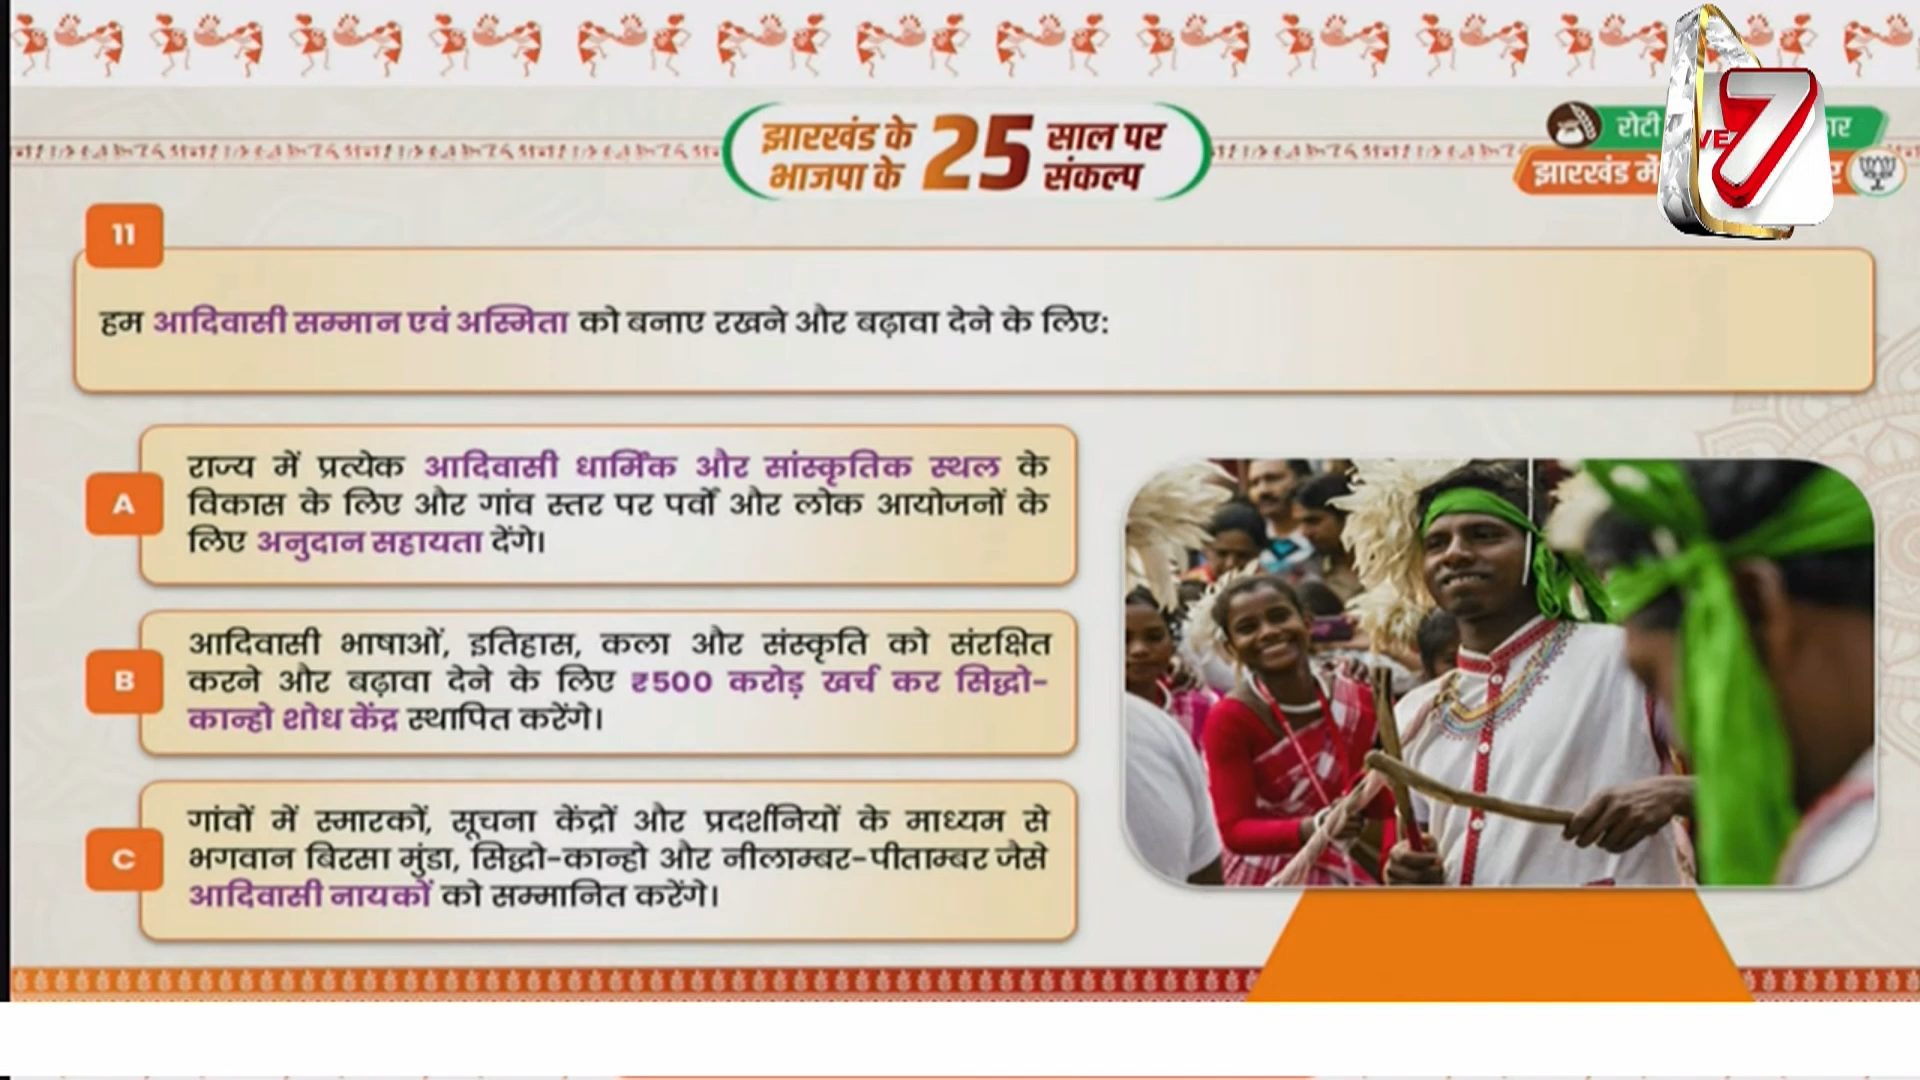 झारखंड के 25 साल पर
भाजपा के संकल्प
रोटी
झारखंड में
VE
7
11
हम आदिवासी सम्मान एवं अस्मिता को बनाए रखने और बढ़ावा देने के लिए:
A
राज्य में प्रत्येक आदिवासी धार्मिक और सांस्कृतिक स्थल के
विकास के लिए और गांव स्तर पर पर्वों और लोक आयोजनों के
लिए अनुदान सहायता देंगे।
B
आदिवासी भाषाओं, इतिहास, कला और संस्कृति को संरक्षित
करने और बढ़ावा देने के लिए ₹500 करोड़ खर्च कर सिद्धो-
कान्हो शोध केंद्र स्थापित करेंगे।
C
गांवों में स्मारकों, सूचना केंद्रों और प्रदर्शनियों के माध्यम से
भगवान बिरसा मुंडा, सिद्धो-कान्हो और नीलाम्बर-पीताम्बर जैसे
आदिवासी नायकों को सम्मानित करेंगे।